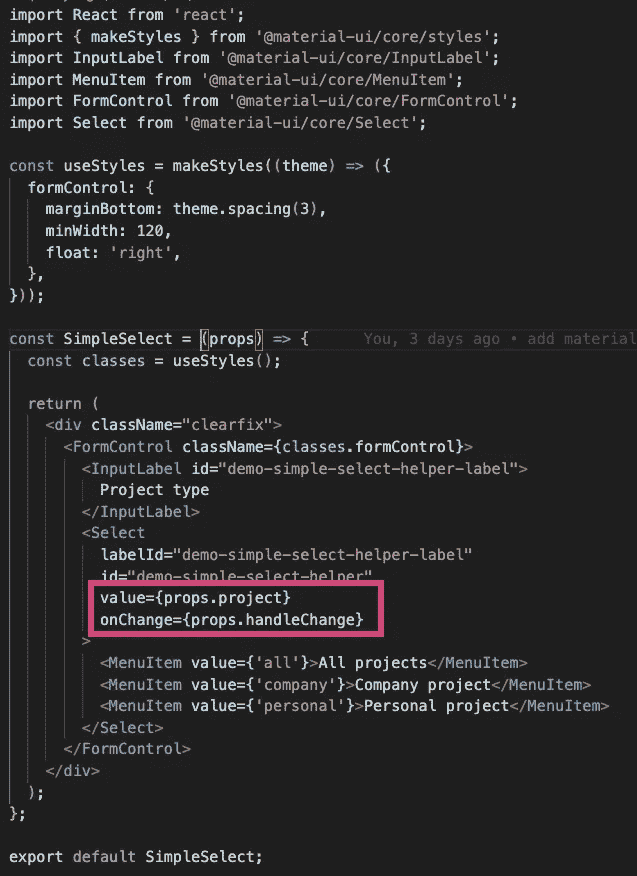 import React from 'react';
import { makeStyles } from '@material-ui/core/styles';
import InputLabel from '@material-ui/core/InputLabel';
import MenuItem from '@material-ui/core/MenuItem';
import FormControl from '@material-ui/core/FormControl';
import Select from '@material-ui/core/Select';
const useStyles = makeStyles((theme) => ({
  formControl: {
    marginBottom: theme.spacing(3),
    minWidth: 120,
    float: 'right',
  },
}));
const SimpleSelect = (props) => {      You, 3 days ago • add material
  const classes = useStyles();
  return (
    <div className="clearfix">
      <FormControl className={classes.formControl}>
        <InputLabel id="demo-simple-select-helper-label">
          Project type
        </InputLabel>
        <Select
          labelId="demo-simple-select-helper-label"
          id="demo-simple-select-helper"
          value={props.project}
          onChange={props.handleChange}
        >
          <MenuItem value={'all'}>All projects</MenuItem>
          <MenuItem value={'company'}>Company project</MenuItem>
          <MenuItem value={'personal'}>Personal project</MenuItem>
        </Select>
      </FormControl>
    </div>
  );
};
export default SimpleSelect;